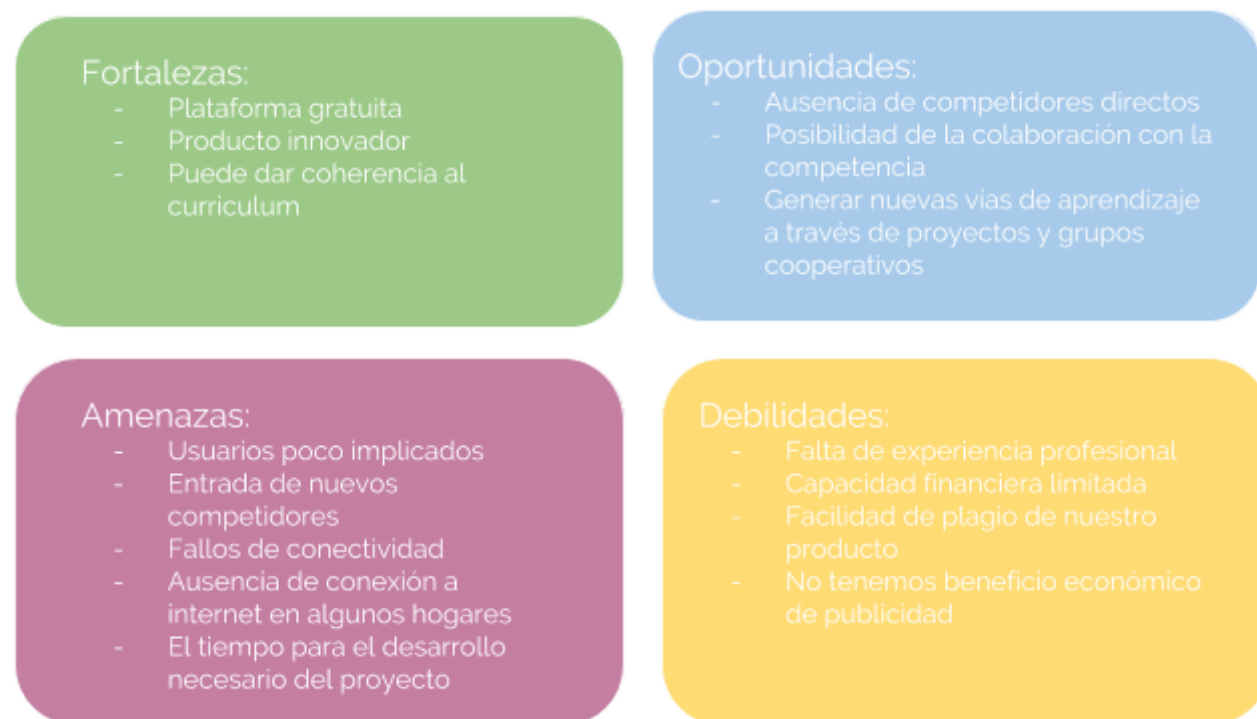 Fortalezas:
- Plataforma gratuita
- Producto innovador
- Puede dar coherencia al
curriculum
Oportunidades:
- Ausencia de competidores directos
- Posibilidad de la colaboración con la
competencia
- Generar nuevas vias de aprendizaje
a través de proyectos y grupos
cooperativos
Amenazas:
- Usuarios poco implicados
- Entrada de nuevos
competidores
- Fallos de conectividad
- Ausencia de conexión a
internet en algunos hogares
- El tiempo para el desarrollo
necesario del proyecto
Debilidades:
- Falta de experiencia profesional
- Capacidad financiera limitada
- Facilidad de plagio de nuestro
producto
- No tenemos beneficio económico
de publicidad